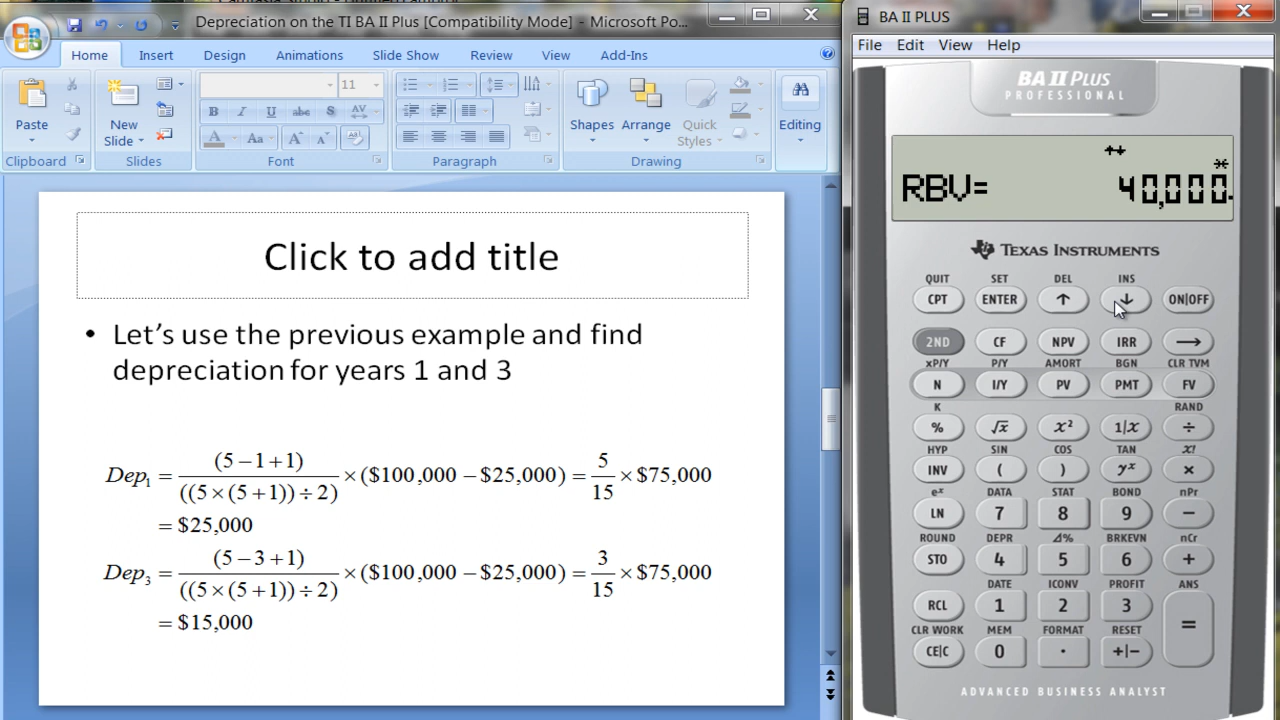 Depreciation on the TI BA II Plus [Compatibility Mode] - Microsoft Po...
Home Insert Design Animations Slide Show Review View Add-Ins
Paste
Clipboard
New
Slide
Slides
11
B I U abc S AV
A Aa A A
Font
Paragraph
Shapes Arrange Quick
Styles
Drawing
Editing
Click to add title
• Let's use the previous example and find
depreciation for years 1 and 3
Dep₁ = (5 − 1 + 1) / ((5 × (5 + 1)) ÷ 2) × ($100,000 − $25,000) = 5/15 × $75,000
= $25,000
Dep₃ = (5 − 3 + 1) / ((5 × (5 + 1)) ÷ 2) × ($100,000 − $25,000) = 3/15 × $75,000
= $15,000
BA II PLUS
File Edit View Help
BA II PLUS
PROFESSIONAL
RBV= 40,000.
TEXAS INSTRUMENTS
QUIT SET DEL INS
CPT ENTER ↑ ↓ ON|OFF
2ND CF NPV IRR →
xP/Y P/Y AMORT BGN CLR TVM
N I/Y PV PMT FV
K RAND
% √x x² 1/x ÷
HYP SIN COS TAN x!
INV ( ) yˣ ×
eˣ DATA STAT BOND nPr
LN 7 8 9 −
ROUND DEPR Δ% BRKEVN nCr
STO 4 5 6 +
DATE ICONV PROFIT ANS
RCL 1 2 3 =
CLR WORK MEM FORMAT RESET
CE|C 0 . +|−
ADVANCED BUSINESS ANALYST